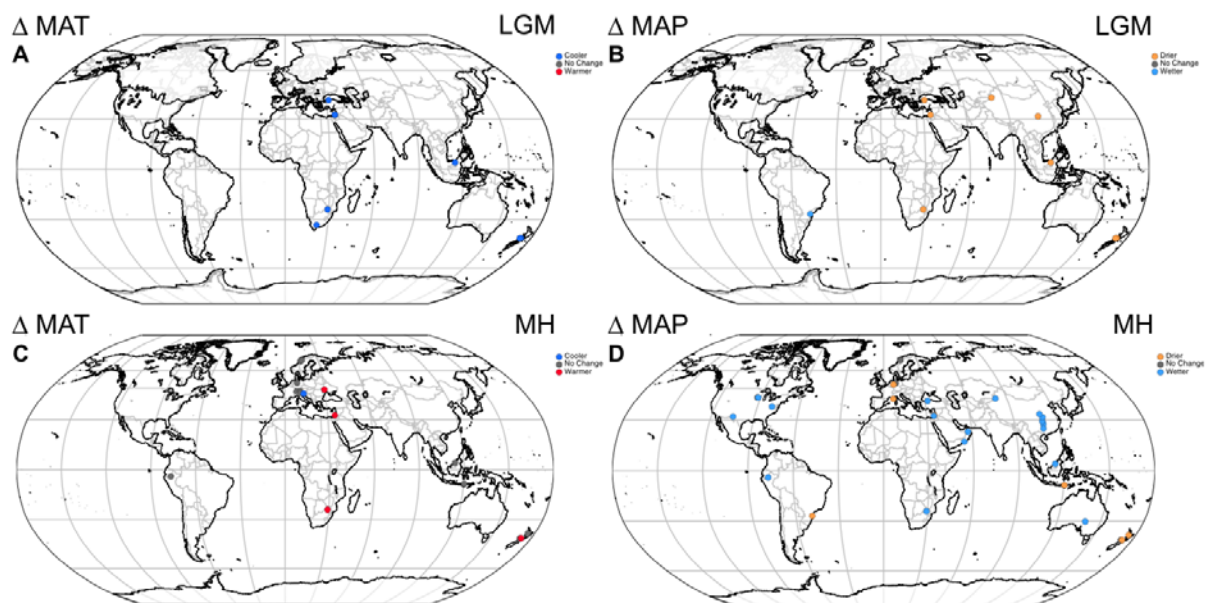 Δ MAT LGM
A
Cooler
No Change
Warmer
Δ MAP LGM
B
Drier
No Change
Wetter
Δ MAT MH
C
Cooler
No Change
Warmer
Δ MAP MH
D
Drier
No Change
Wetter